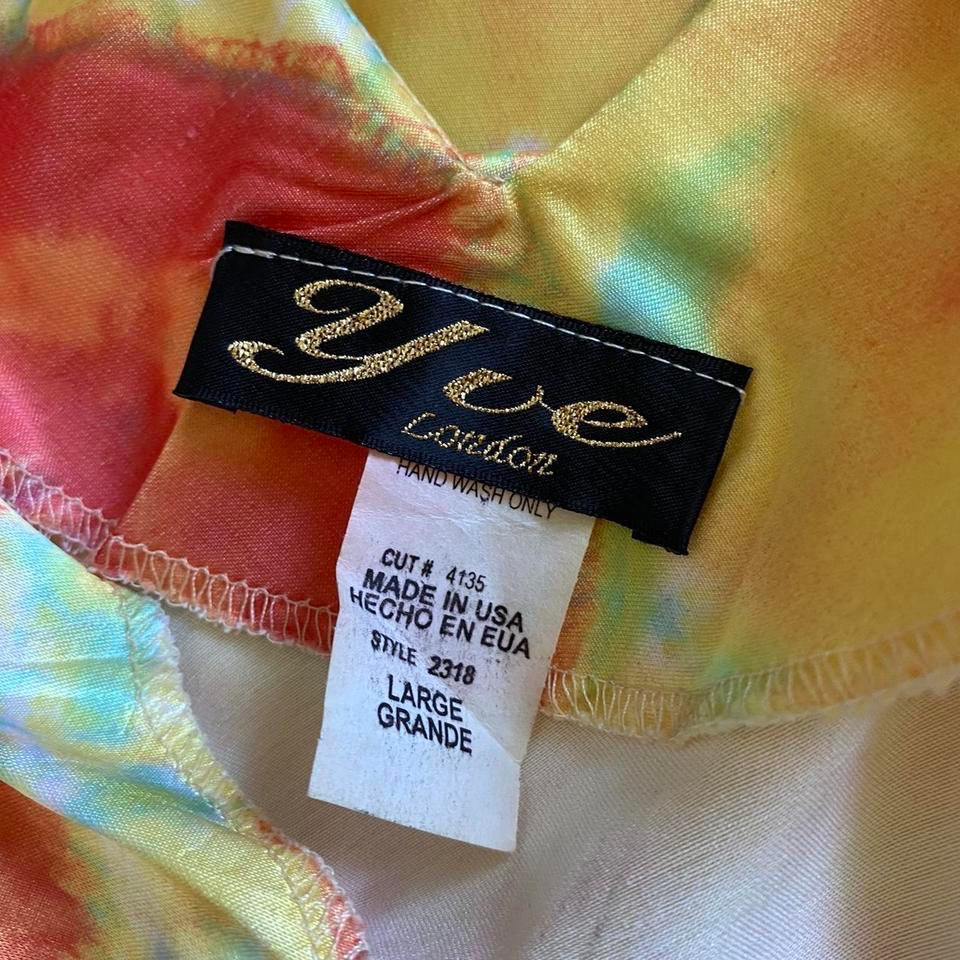 Yve
London
HAND WASH ONLY
CUT # 4135
MADE IN USA
HECHO EN EUA
STYLE 2318
LARGE
GRANDE